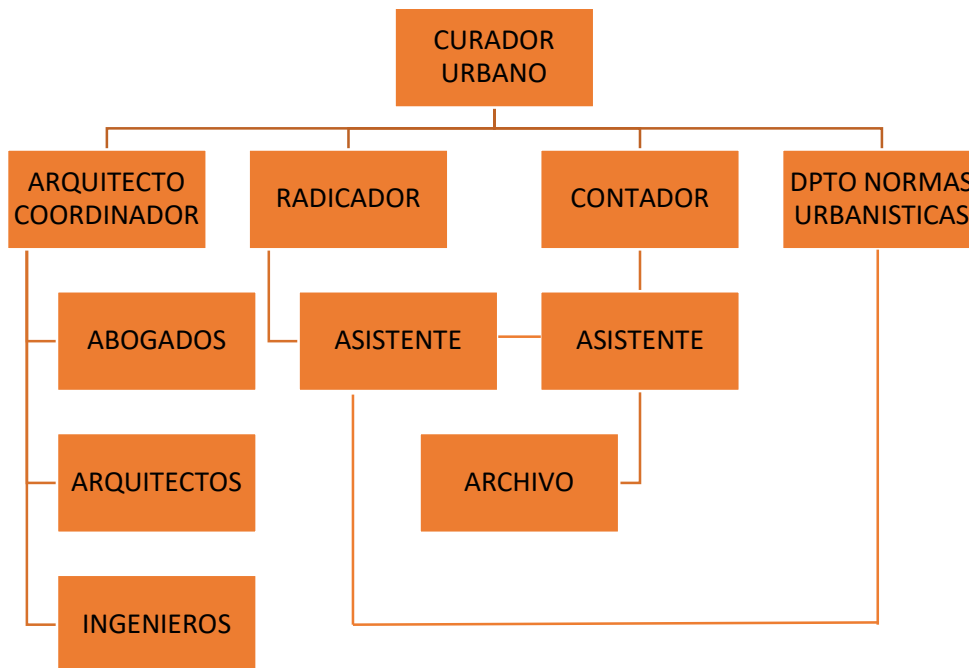 CURADOR
URBANO
ARQUITECTO
COORDINADOR
RADICADOR
CONTADOR
DPTO NORMAS
URBANISTICAS
ABOGADOS
ASISTENTE
ASISTENTE
ARQUITECTOS
ARCHIVO
INGENIEROS